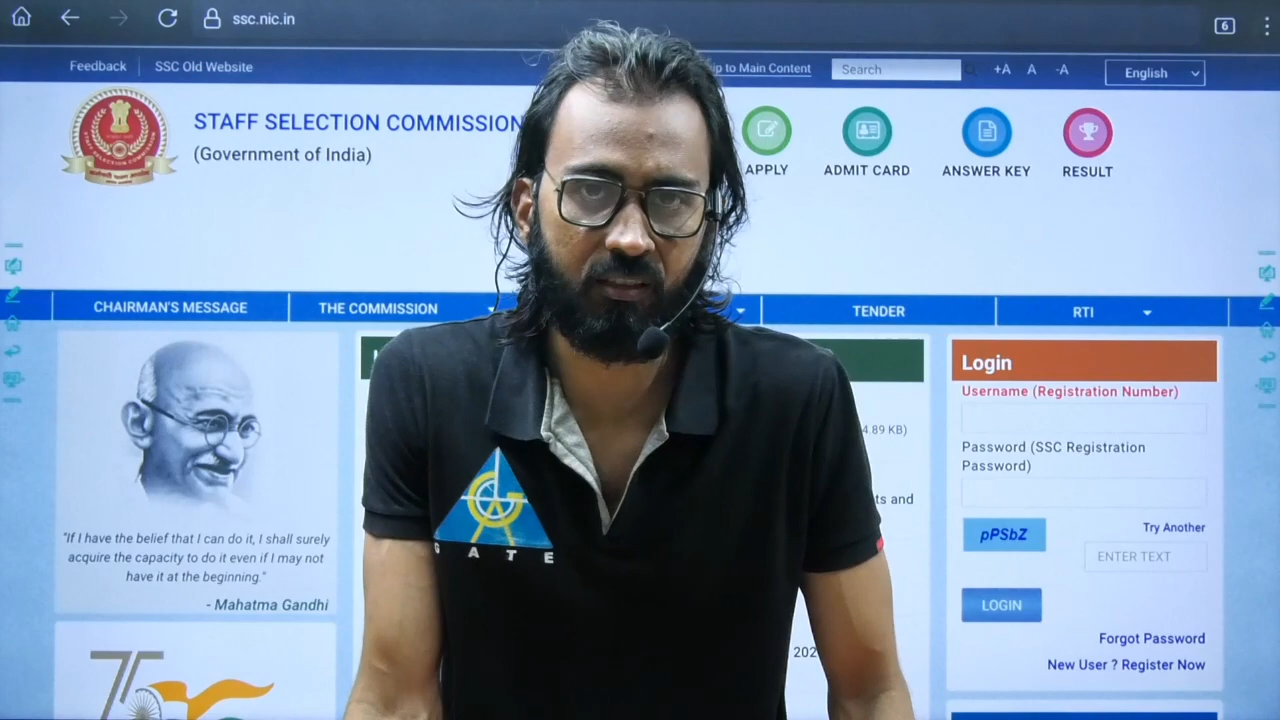 ssc.nic.in
6
Feedback
SSC Old Website
to Main Content
Search
+A A -A
English
STAFF SELECTION COMMISSION
(Government of India)
APPLY
ADMIT CARD
ANSWER KEY
RESULT
CHAIRMAN'S MESSAGE
THE COMMISSION
TENDER
RTI
"If I have the belief that I can do it, I shall surely
acquire the capacity to do it even if I may not
have it at the beginning."
- Mahatma Gandhi
75
4.89 KB)
and
202
GATE
Login
Username (Registration Number)
Password (SSC Registration
Password)
pPSbZ
Try Another
ENTER TEXT
LOGIN
Forgot Password
New User ? Register Now